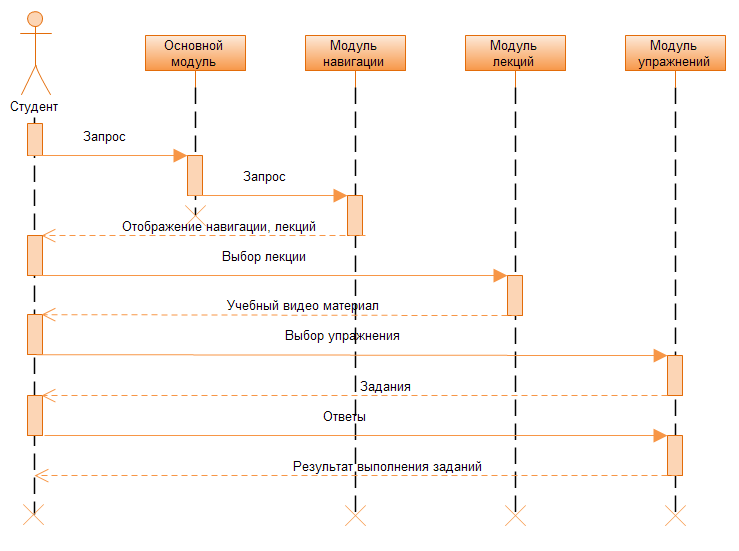 Основной
модуль
Модуль
навигации
Модуль
лекций
Модуль
упражнений
Студент
Запрос
Запрос
Отображение навигации, лекций
Выбор лекции
Учебный видео материал
Выбор упражнения
Задания
Ответы
Результат выполнения заданий